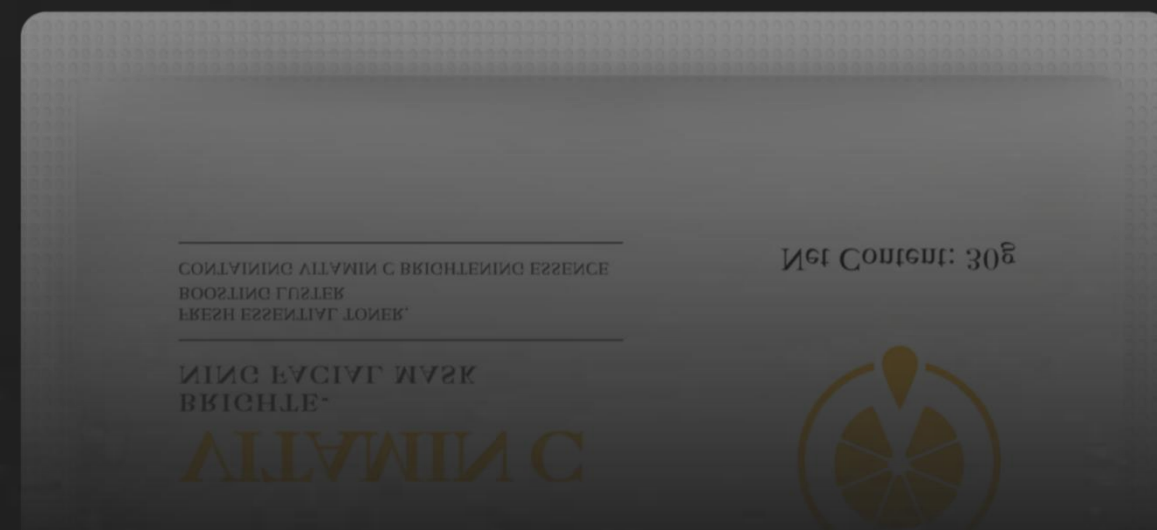 VITAMIN C
BRIGHTE-
NING FACIAL MASK
FRESH ESSENTIAL TONER,
BOOSTING LUSTER
CONTAINING VITAMIN C BRIGHTENING ESSENCE
Net Content: 30g